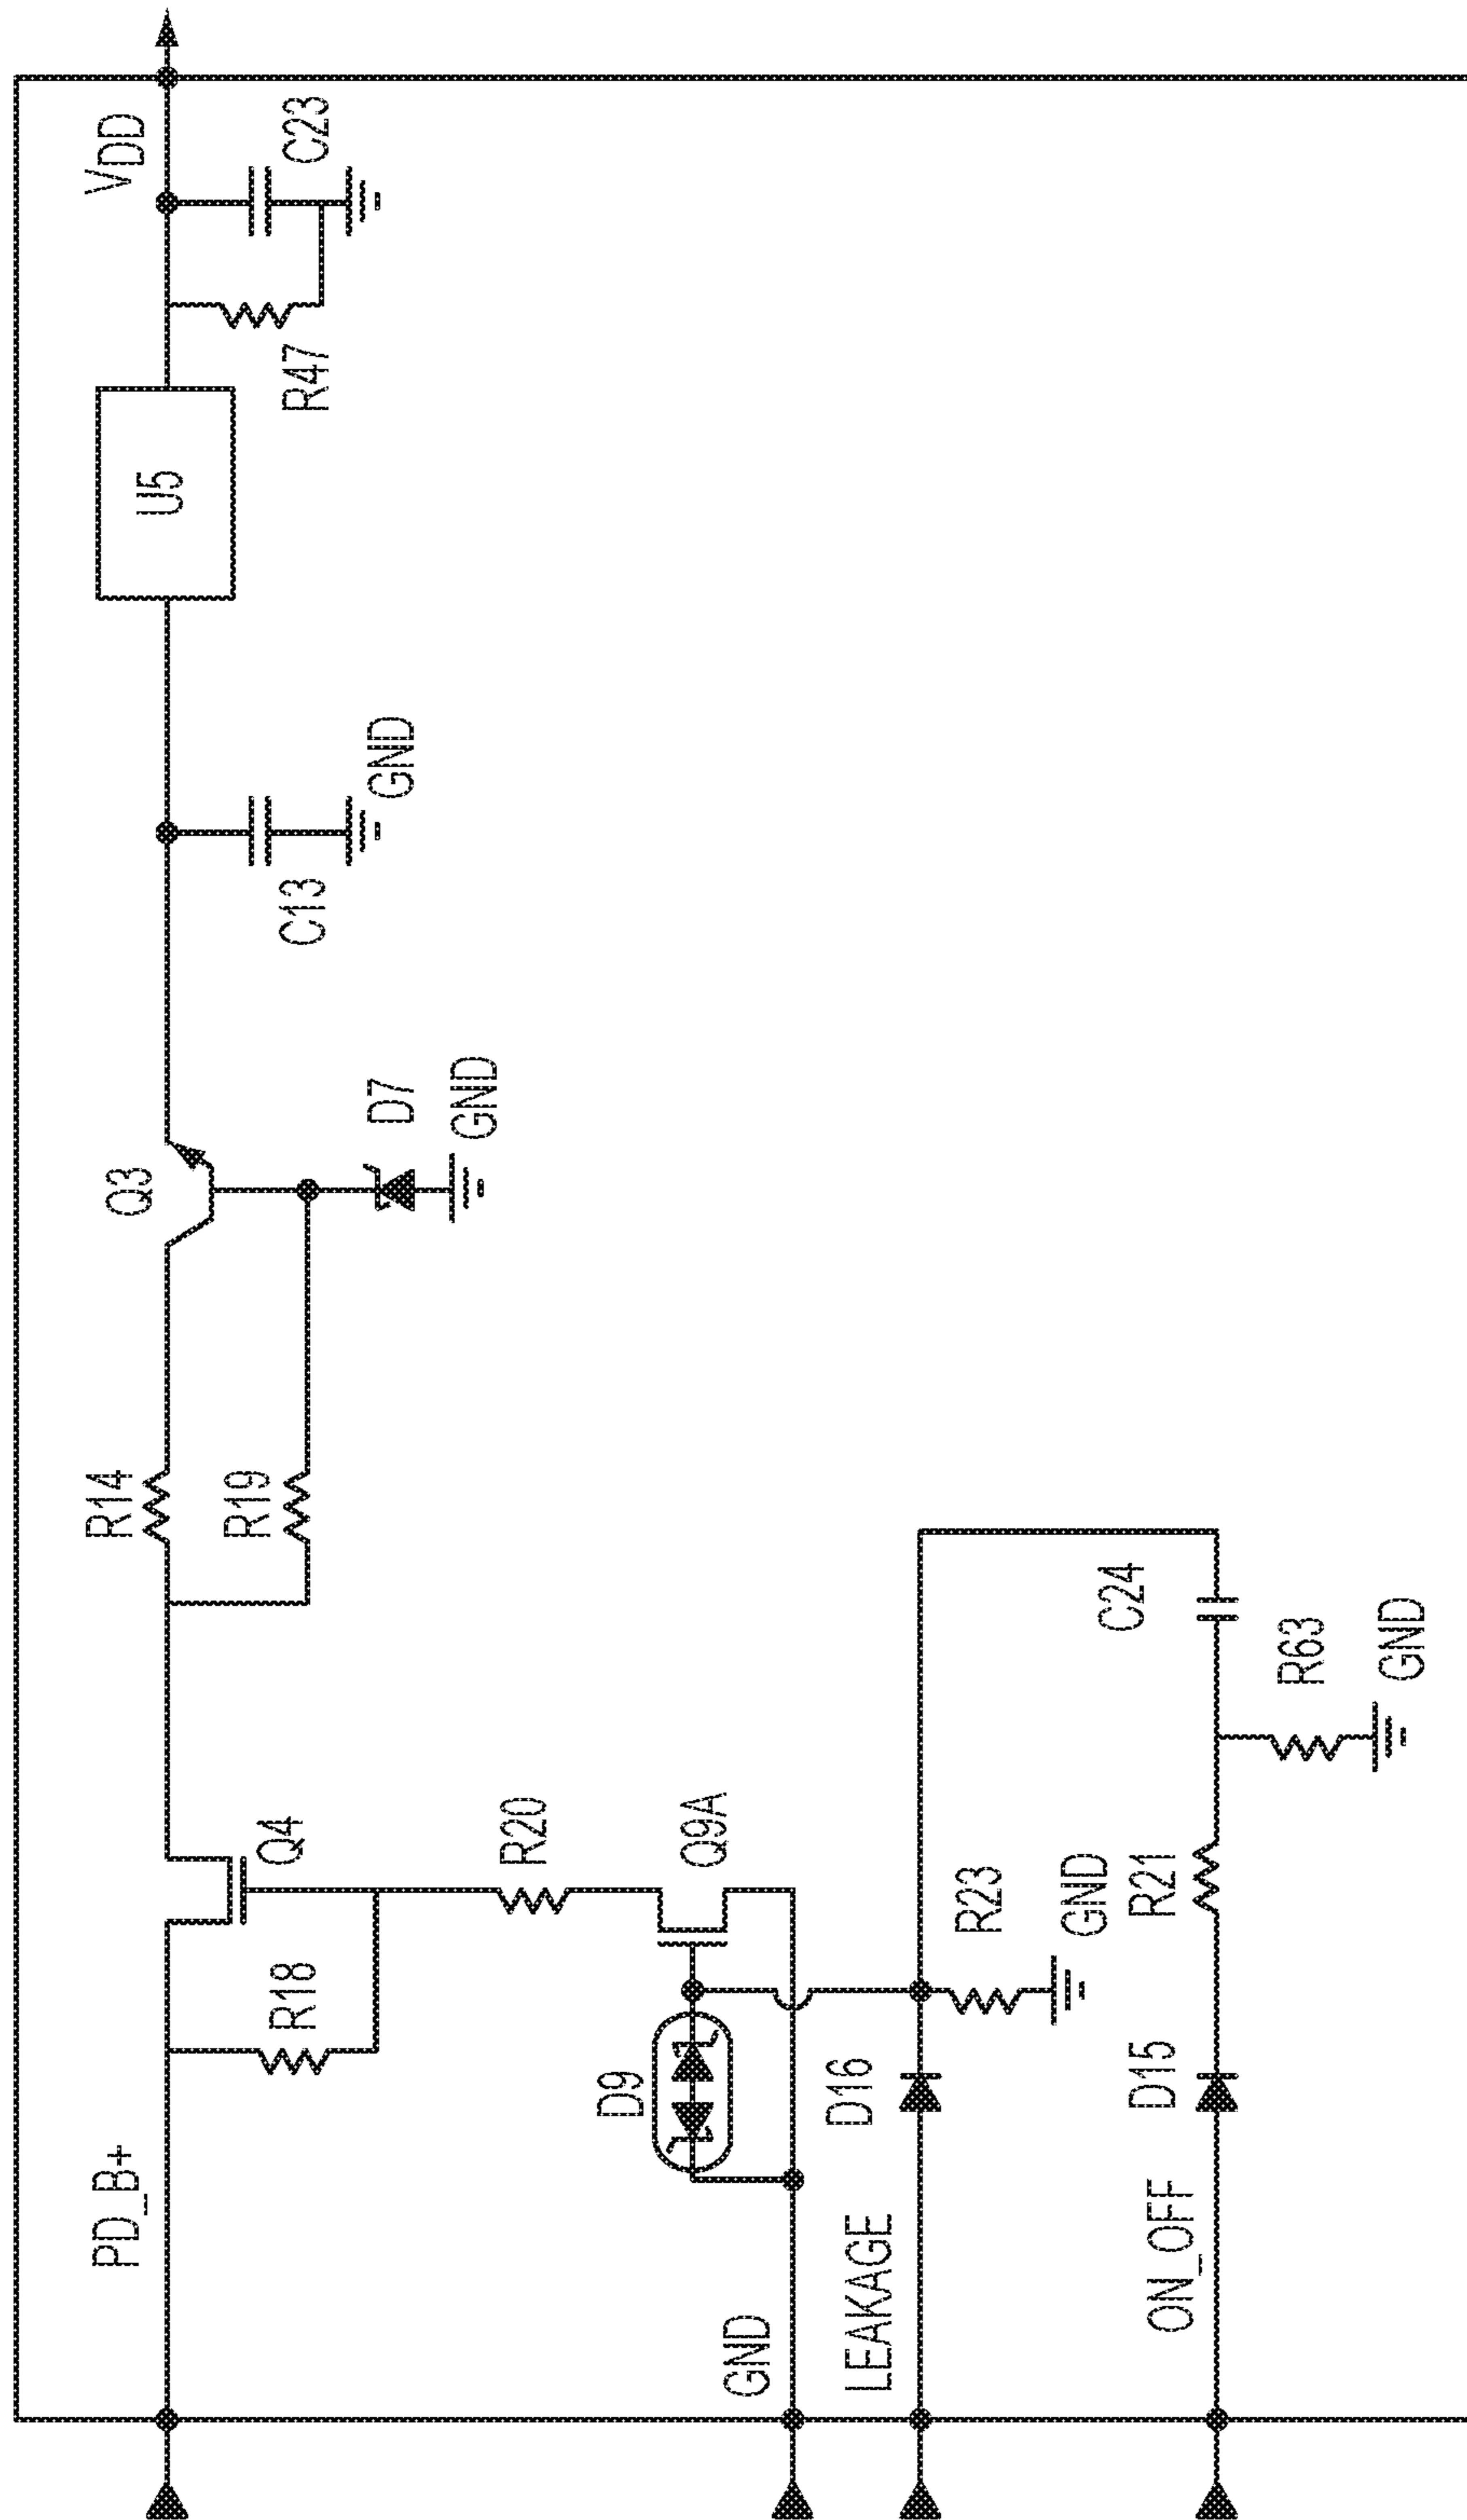 PD_B+
R18
Q4
R14
R19
Q3
D7
GND
C13
GND
U5
R47
VDD
C23
R20
Q9A
D9
GND
LEAKAGE
D16
R23
GND
ON_OFF
D15
R21
C24
R63
GND